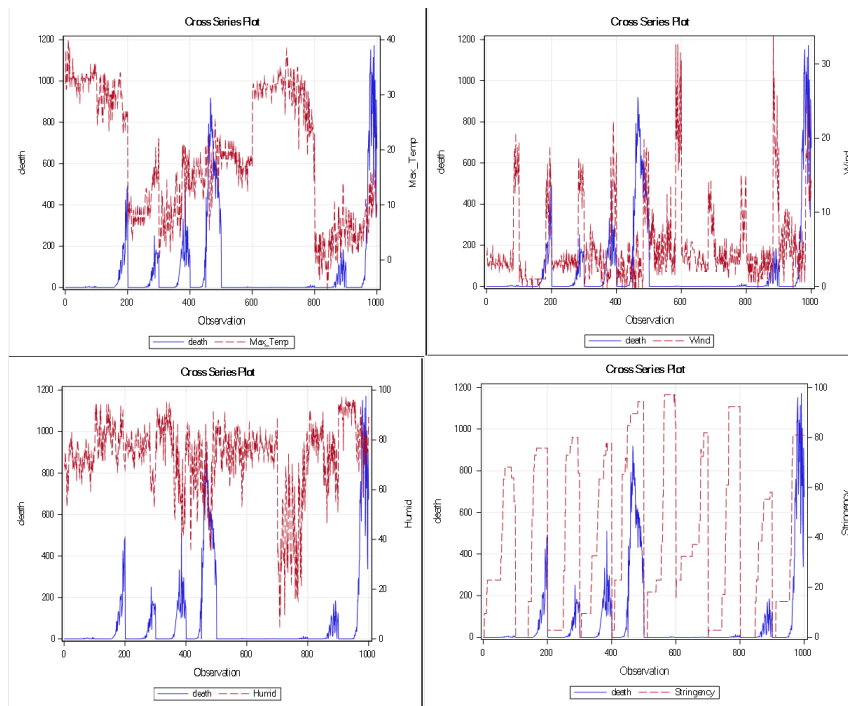 Cross Series Plot
1200
1000
800
600
400
200
0
death
40
30
20
10
0
Max_Temp
0 200 400 600 800 1000
Observation
death Max_Temp
Cross Series Plot
1200
1000
800
600
400
200
0
death
30
20
10
0
Wind
0 200 400 600 800 1000
Observation
death Wind
Cross Series Plot
1200
1000
800
600
400
200
0
death
100
80
60
40
20
0
Humid
0 200 400 600 800 1000
Observation
death Humid
Cross Series Plot
1200
1000
800
600
400
200
0
death
100
80
60
40
20
0
Stringency
0 200 400 600 800 1000
Observation
death Stringency